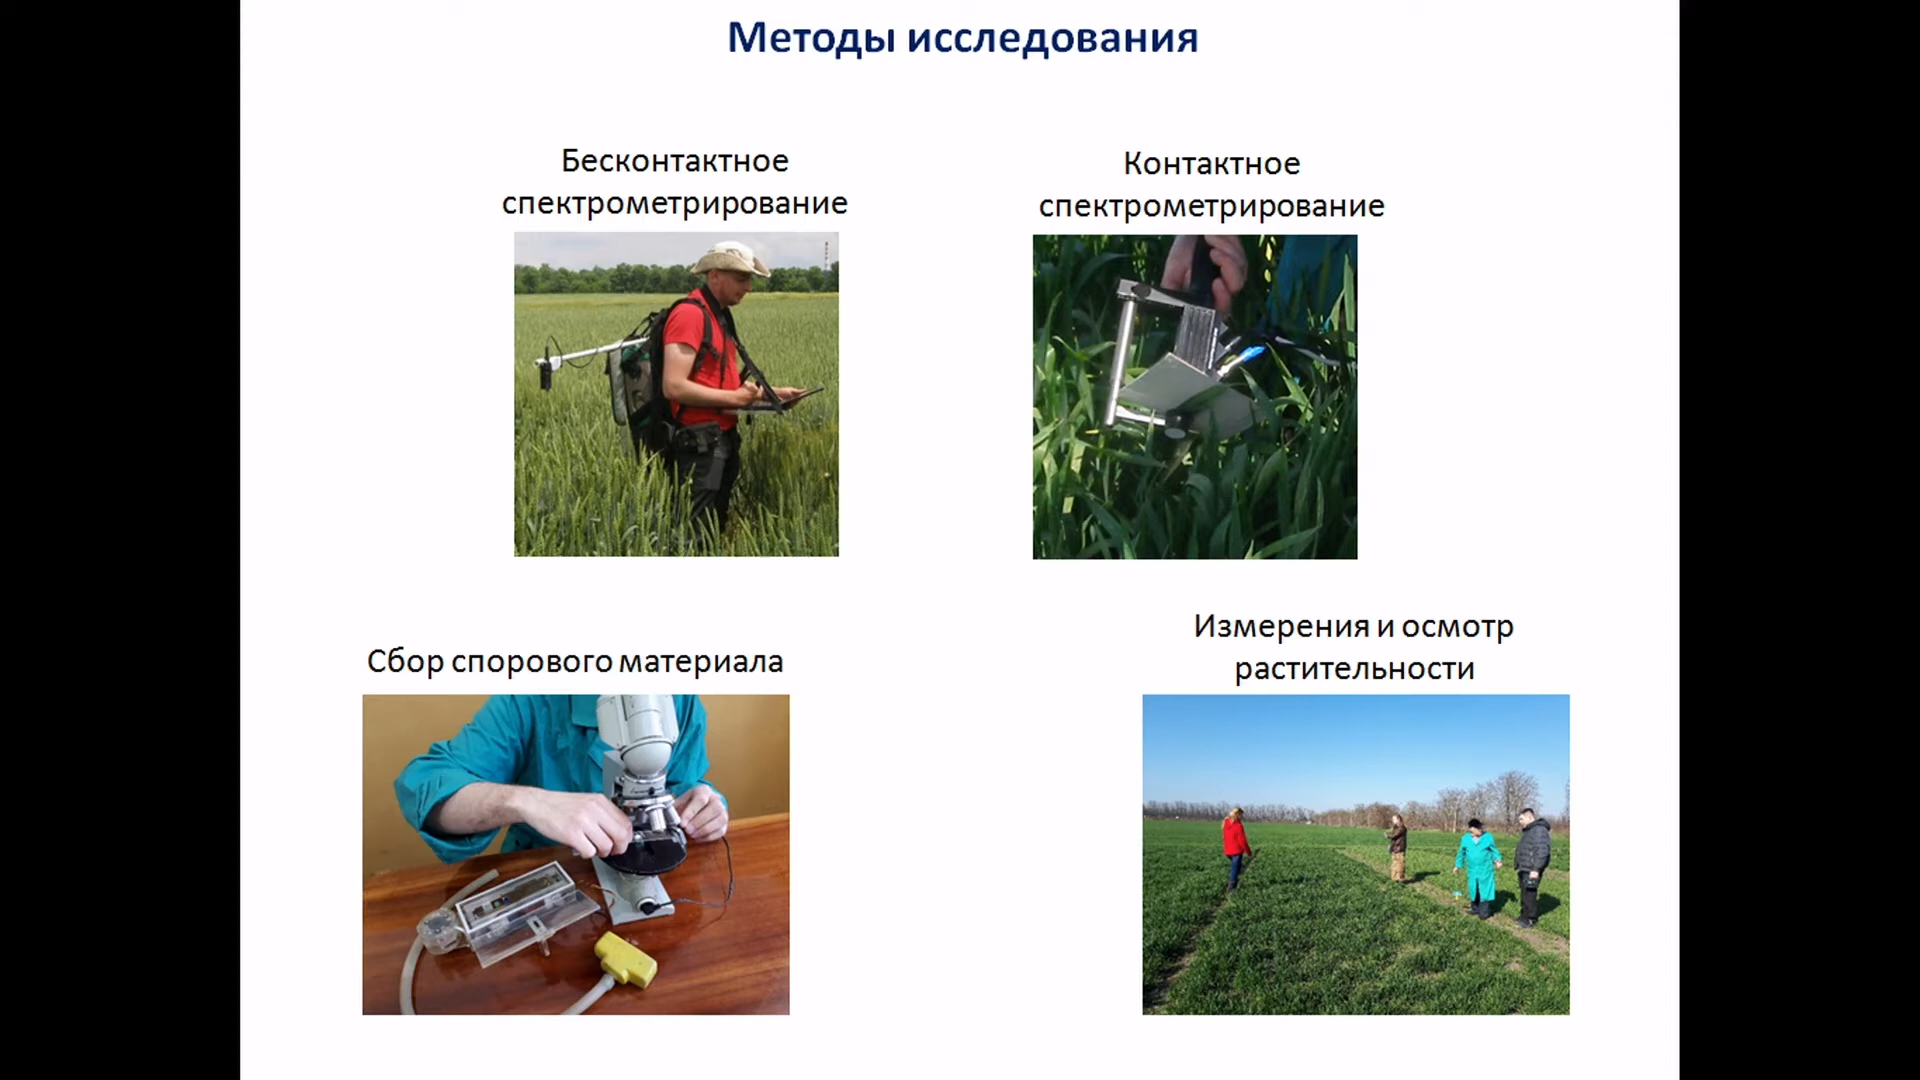 Методы исследования
Бесконтактное
спектрометрирование
Контактное
спектрометрирование
Сбор спорового материала
Измерения и осмотр
растительности